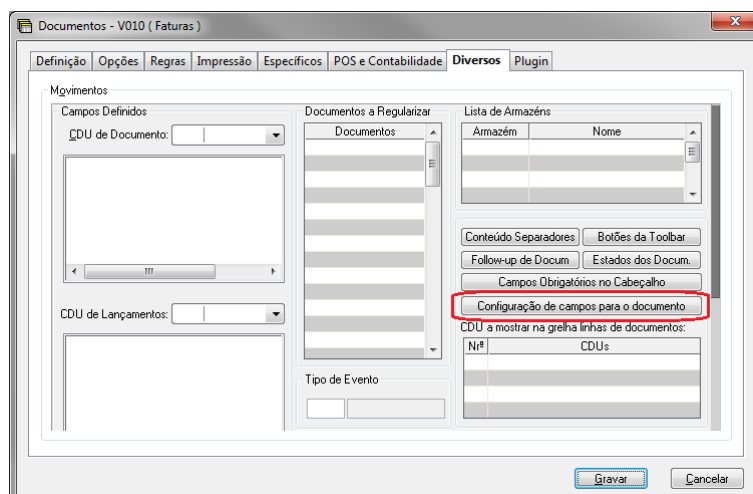 Documentos - V010 ( Faturas )
Definição Opções Regras Impressão Específicos POS e Contabilidade Diversos Plugin
Movimentos
Campos Definidos
CDU de Documento:
CDU de Lançamentos:
Documentos a Regularizar
Documentos
Tipo de Evento
Lista de Armazéns
Armazém Nome
Conteúdo Separadores Botões da Toolbar
Follow-up de Docum Estados dos Docum.
Campos Obrigatórios no Cabeçalho
Configuração de campos para o documento
CDU a mostrar na grelha linhas de documentos:
Nrº CDUs
Gravar Cancelar